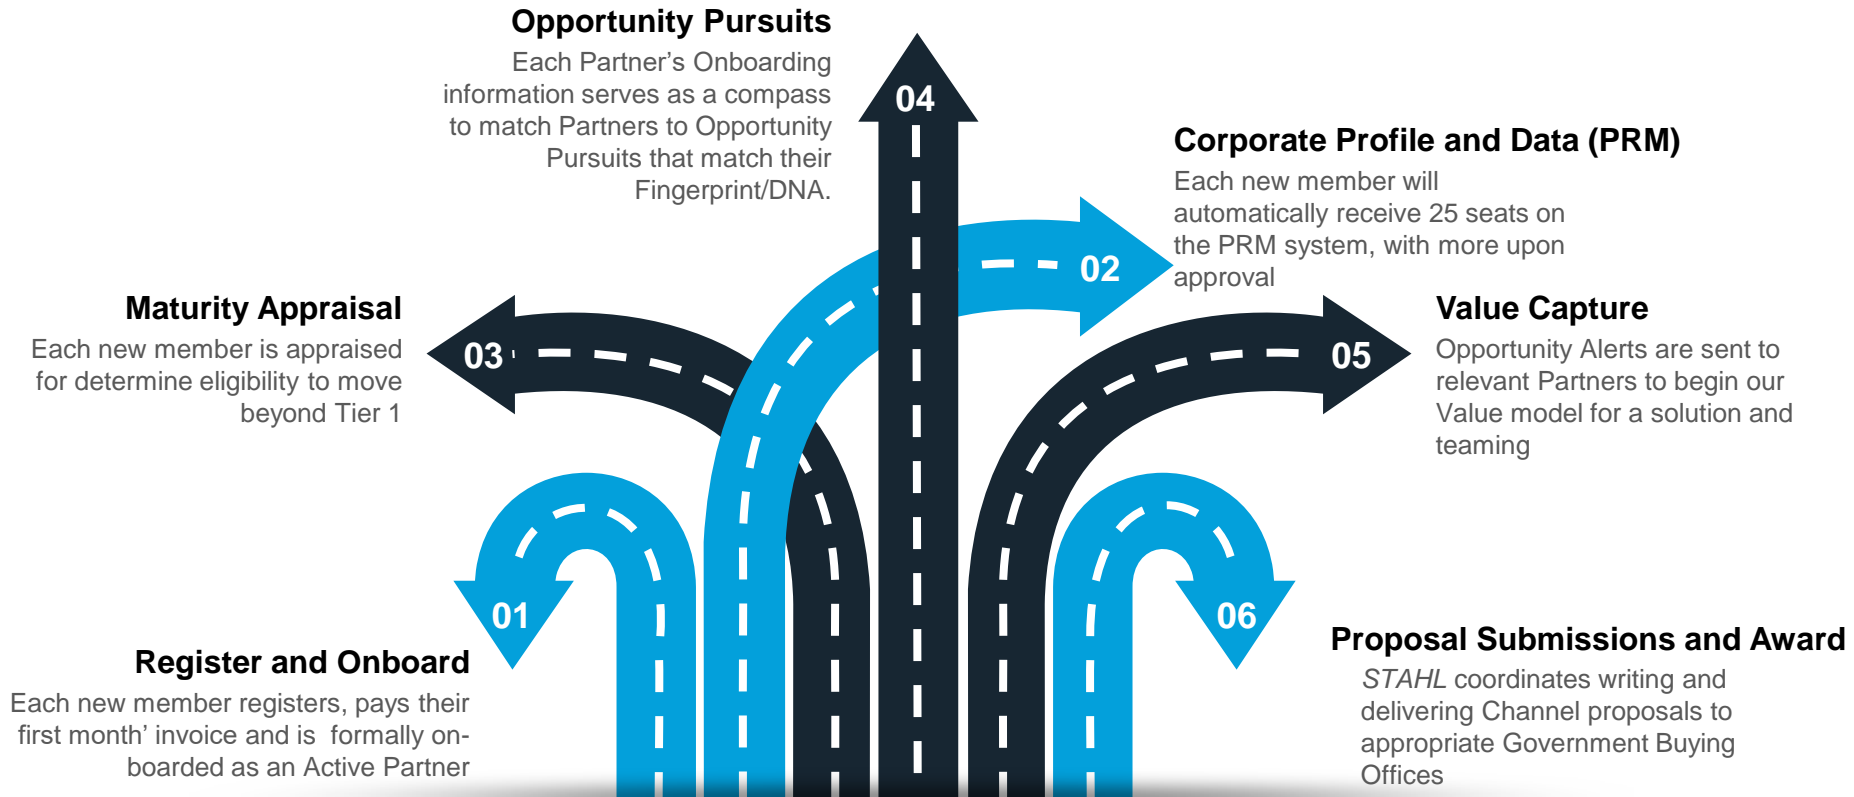 Opportunity Pursuits
Each Partner's Onboarding
information serves as a compass
to match Partners to Opportunity
Pursuits that match their
Fingerprint/DNA.
04
Corporate Profile and Data (PRM)
Each new member will
automatically receive 25 seats on
the PRM system, with more upon
approval
02
Maturity Appraisal
Each new member is appraised
for determine eligibility to move
beyond Tier 1
03
Value Capture
Opportunity Alerts are sent to
relevant Partners to begin our
Value model for a solution and
teaming
05
01
Register and Onboard
Each new member registers, pays their
first month' invoice and is  formally on-
boarded as an Active Partner
06
Proposal Submissions and Award
STAHL coordinates writing and
delivering Channel proposals to
appropriate Government Buying
Offices